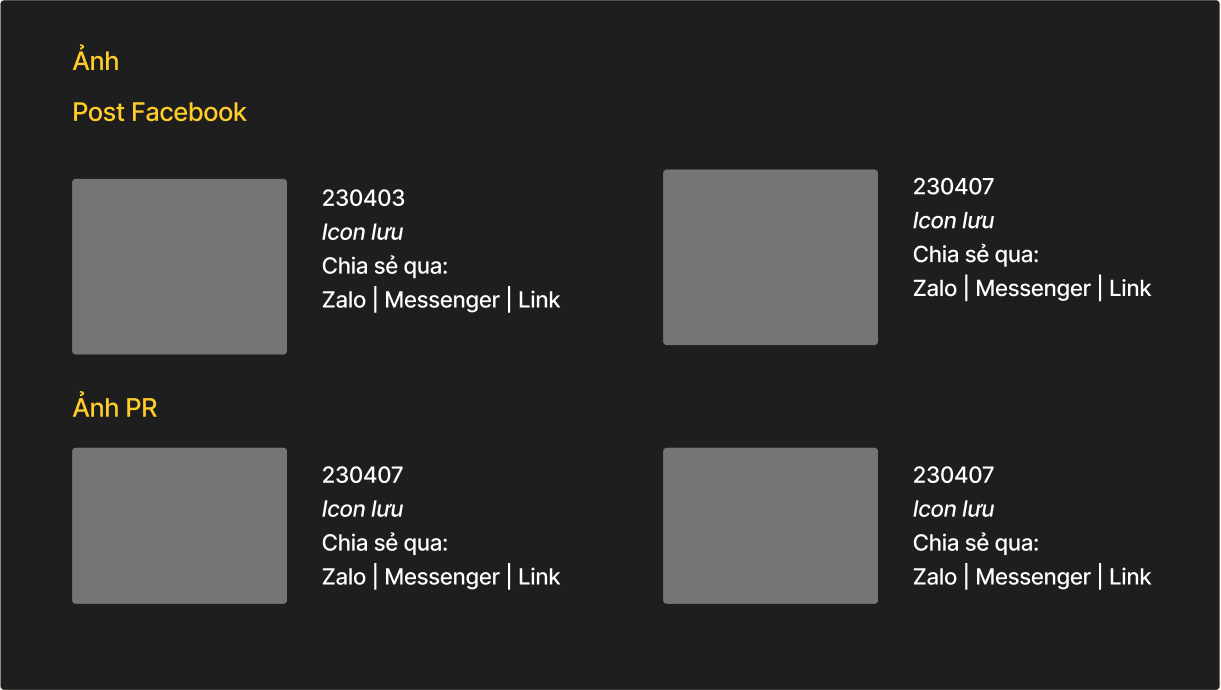 Ảnh
Post Facebook
230403
Icon lưu
Chia sẻ qua:
Zalo | Messenger | Link
230407
Icon lưu
Chia sẻ qua:
Zalo | Messenger | Link
Ảnh PR
230407
Icon lưu
Chia sẻ qua:
Zalo | Messenger | Link
230407
Icon lưu
Chia sẻ qua:
Zalo | Messenger | Link